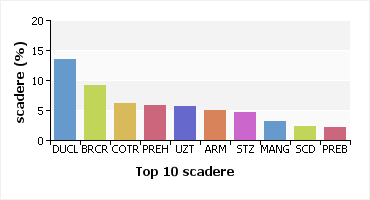 scadere (%)
20
15
10
5
0
DUCL BRCR COTR PREH UZT ARM STZ MANG SCD PREB
Top 10 scadere